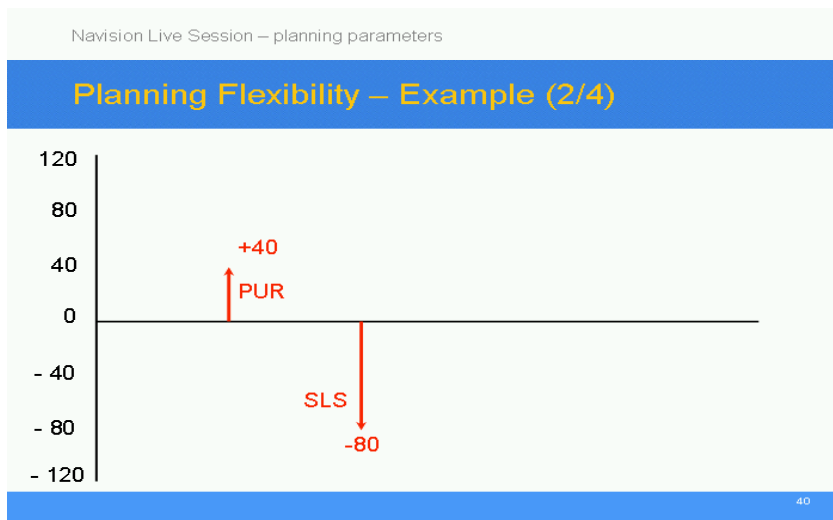 Navision Live Session – planning parameters
Planning Flexibility – Example (2/4)
120
80
+40
40
PUR
0
- 40
SLS
- 80
-80
- 120
40